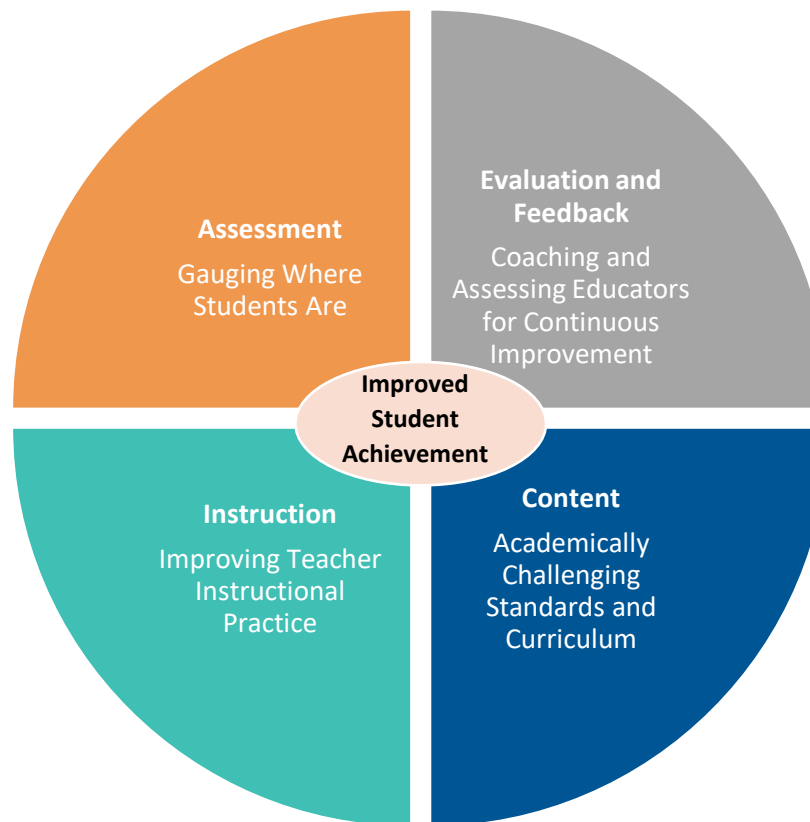 Assessment
Gauging Where
Students Are
Evaluation and
Feedback
Coaching and
Assessing Educators
for Continuous
Improvement
Improved
Student
Achievement
Instruction
Improving Teacher
Instructional
Practice
Content
Academically
Challenging
Standards and
Curriculum